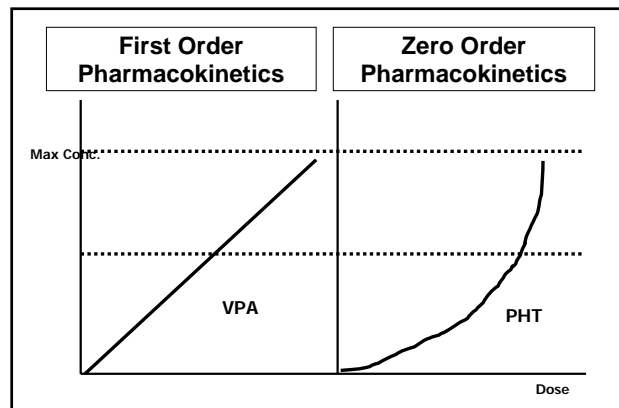 First Order
Pharmacokinetics
Zero Order
Pharmacokinetics
Max Conc.
VPA
PHT
Dose